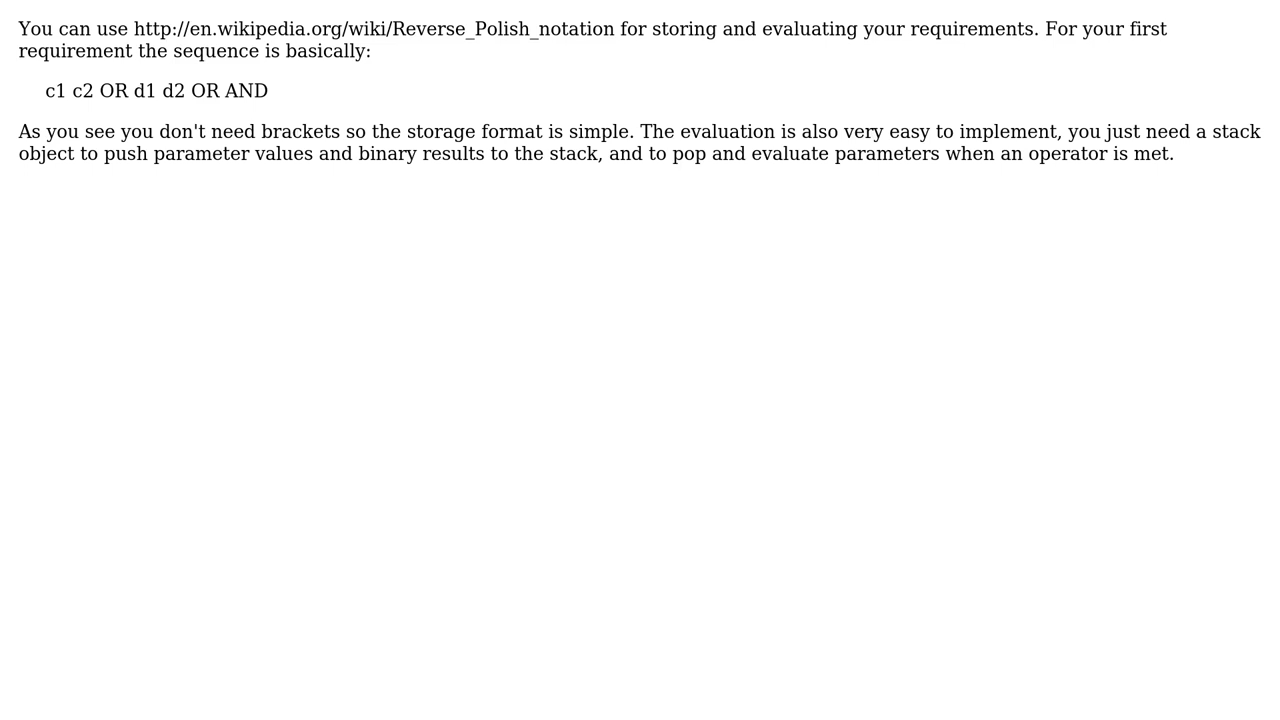 You can use http://en.wikipedia.org/wiki/Reverse_Polish_notation for storing and evaluating your requirements. For your first
requirement the sequence is basically:
c1 c2 OR d1 d2 OR AND
As you see you don't need brackets so the storage format is simple. The evaluation is also very easy to implement, you just need a stack
object to push parameter values and binary results to the stack, and to pop and evaluate parameters when an operator is met.